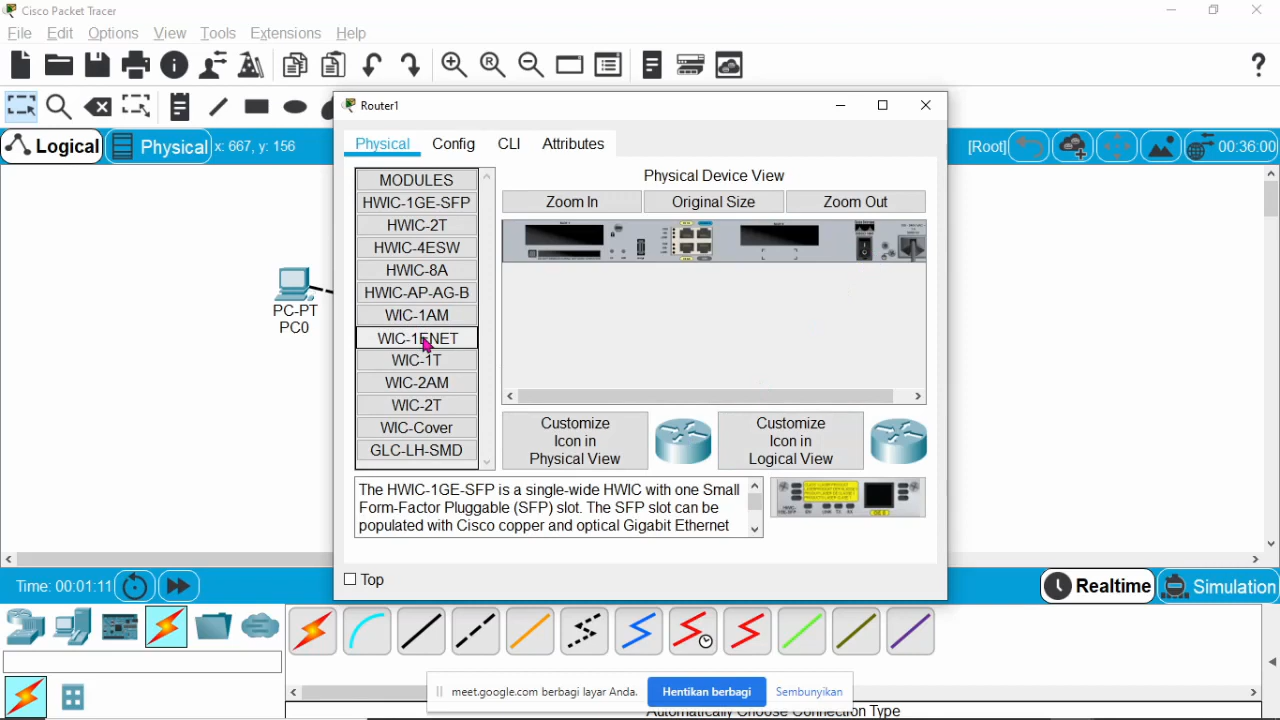 Cisco Packet Tracer
File Edit Options View Tools Extensions Help
?
Logical Physical x: 667, y: 156 [Root] 00:36:00
Router1
Physical Config CLI Attributes
MODULES
HWIC-1GE-SFP
HWIC-2T
HWIC-4ESW
HWIC-8A
HWIC-AP-AG-B
WIC-1AM
WIC-1ENET
WIC-1T
WIC-2AM
WIC-2T
WIC-Cover
GLC-LH-SMD
Physical Device View
Zoom In Original Size Zoom Out
Customize
Icon in
Physical View
Customize
Icon in
Logical View
The HWIC-1GE-SFP is a single-wide HWIC with one Small
Form-Factor Pluggable (SFP) slot. The SFP slot can be
populated with Cisco copper and optical Gigabit Ethernet
Top
PC-PT
PC0
Time: 00:01:11
Realtime Simulation
meet.google.com berbagi layar Anda. Hentikan berbagi Sembunyikan
Automatically Choose Connection Type